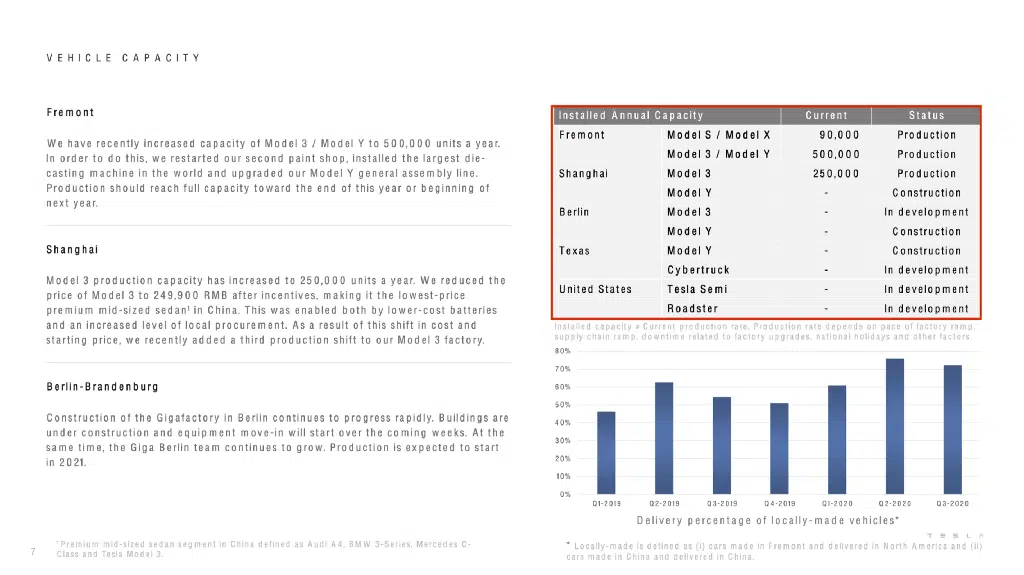 VEHICLE CAPACITY
Fremont
We have recently increased capacity of Model 3 / Model Y to 500,000 units a year.
In order to do this, we restarted our second paint shop, installed the largest die-
casting machine in the world and upgraded our Model Y general assembly line.
Production should reach full capacity toward the end of this year or beginning of
next year.
Shanghai
Model 3 production capacity has increased to 250,000 units a year. We reduced the
price of Model 3 to 249,900 RMB after incentives, making it the lowest-price
premium mid-sized sedan¹ in China. This was enabled both by lower-cost batteries
and an increased level of local procurement. As a result of this shift in cost and
starting price, we recently added a third production shift to our Model 3 factory.
Berlin-Brandenburg
Construction of the Gigafactory in Berlin continues to progress rapidly. Buildings are
under construction and equipment move-in will start over the coming weeks. At the
same time, the Giga Berlin team continues to grow. Production is expected to start
in 2021.
Installed Annual Capacity Current Status
Fremont Model S / Model X 90,000 Production
Model 3 / Model Y 500,000 Production
Shanghai Model 3 250,000 Production
Model Y - Construction
Berlin Model 3 - In development
Model Y - Construction
Texas Model Y - Construction
Cybertruck - In development
United States Tesla Semi - In development
Roadster - In development
Installed capacity ≠ Current production rate. Production rate depends on pace of factory ramp,
supply chain ramp, downtime related to factory upgrades, national holidays and other factors.
80%
70%
60%
50%
40%
30%
20%
10%
0%
Q1-2019 Q2-2019 Q3-2019 Q4-2019 Q1-2020 Q2-2020 Q3-2020
Delivery percentage of locally-made vehicles*
TESLA
* Locally-made is defined as (i) cars made in Fremont and delivered in North America and (ii)
cars made in China and delivered in China.
7
¹ Premium mid-sized sedan segment in China defined as Audi A4, BMW 3-Series, Mercedes C-
Class and Tesla Model 3.